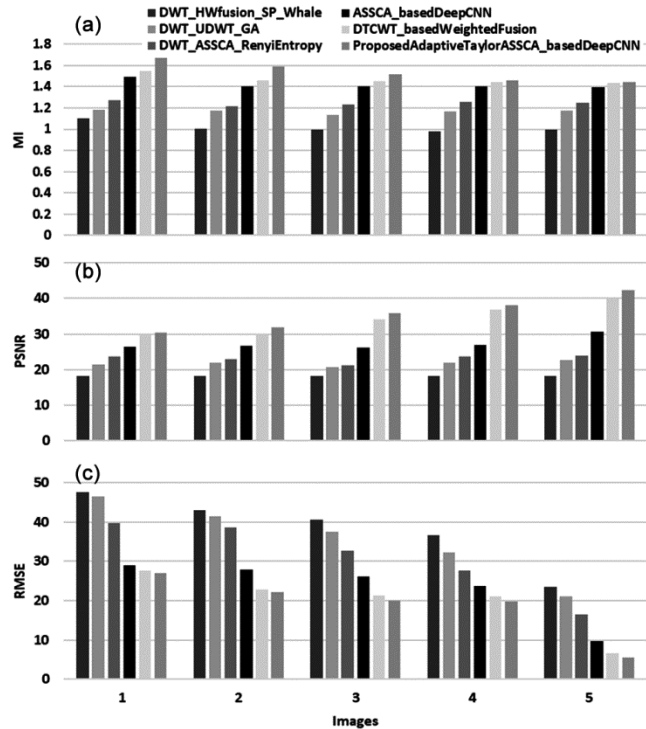 (a)
DWT_HWfusion_SP_Whale ASSCA_basedDeepCNN
DWT_UDWT_GA DTCWT_basedWeightedFusion
DWT_ASSCA_RenyiEntropy ProposedAdaptiveTaylorASSCA_basedDeepCNN
1.8
1.6
1.4
1.2
1
0.8
0.6
0.4
0.2
0
MI
(b)
50
40
30
20
10
0
PSNR
(c)
50
40
30
20
10
0
RMSE
1 2 3 4 5
Images